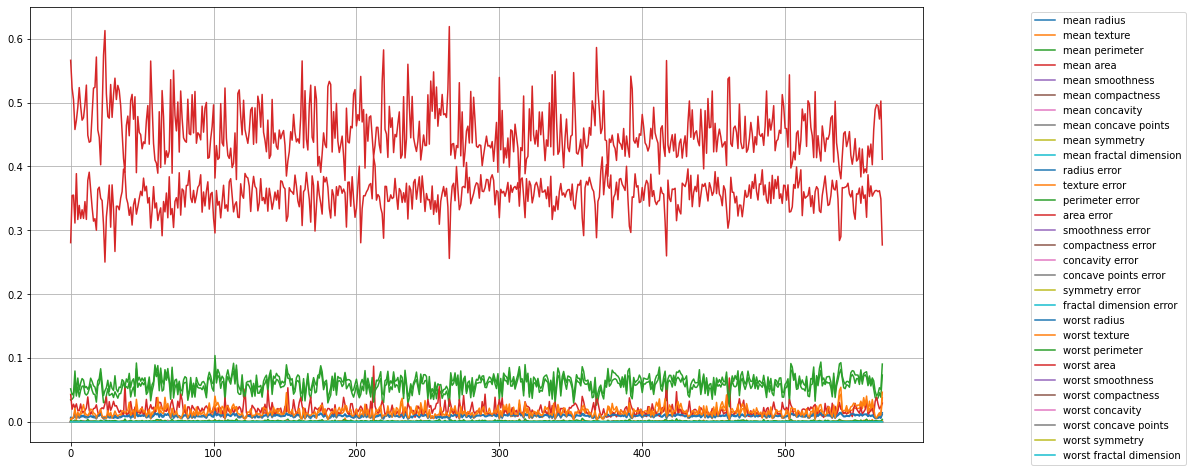 0.6
0.5
0.4
0.3
0.2
0.1
0.0
0
100
200
300
400
500
mean radius
mean texture
mean perimeter
mean area
mean smoothness
mean compactness
mean concavity
mean concave points
mean symmetry
mean fractal dimension
radius error
texture error
perimeter error
area error
smoothness error
compactness error
concavity error
concave points error
symmetry error
fractal dimension error
worst radius
worst texture
worst perimeter
worst area
worst smoothness
worst compactness
worst concavity
worst concave points
worst symmetry
worst fractal dimension